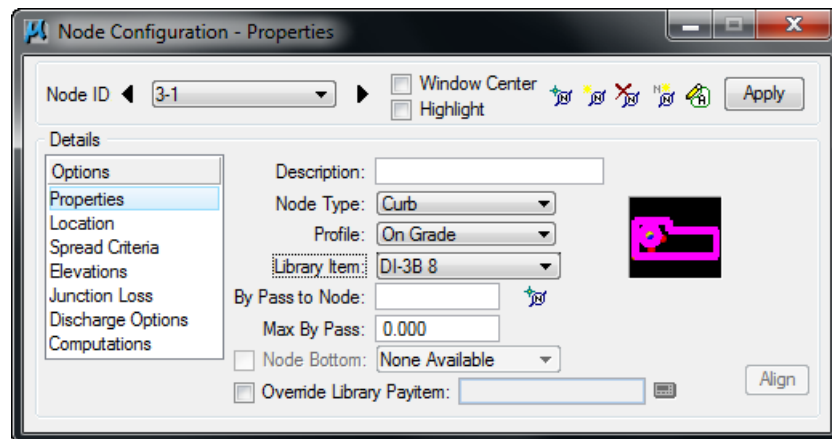 Node Configuration - Properties
Node ID 3-1 Window Center Apply
Highlight
Details
Options
Properties
Location
Spread Criteria
Elevations
Junction Loss
Discharge Options
Computations
Description:
Node Type: Curb
Profile: On Grade
Library Item: DI-3B 8
By Pass to Node:
Max By Pass: 0.000
Node Bottom: None Available
Override Library Payitem:
Align